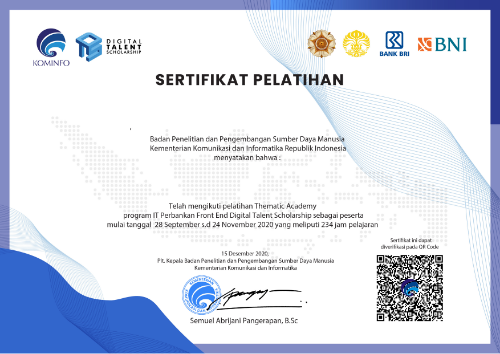 KOMINFO
DIGITAL
TALENT
SCHOLARSHIP
BANK BRI
BNI
SERTIFIKAT PELATIHAN
Badan Penelitian dan Pengembangan Sumber Daya Manusia
Kementerian Komunikasi dan Informatika Republik Indonesia
menyatakan bahwa :
Telah mengikuti pelatihan Thematic Academy
program IT Perbankan Front End Digital Talent Scholarship sebagai peserta
mulai tanggal 28 September s.d 24 November 2020 yang meliputi 234 jam pelajaran
Sertifikat ini dapat
diverifikasi pada QR Code
15 Desember 2020,
Plt. Kepala Badan Penelitian dan Pengembangan Sumber Daya Manusia
Kementerian Komunikasi dan Informatika
Semuel Abrijani Pangerapan, B.Sc